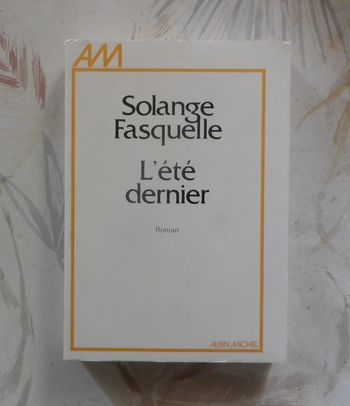 AM
Solange
Fasquelle
L'été
dernier
Roman
ALBIN MICHEL